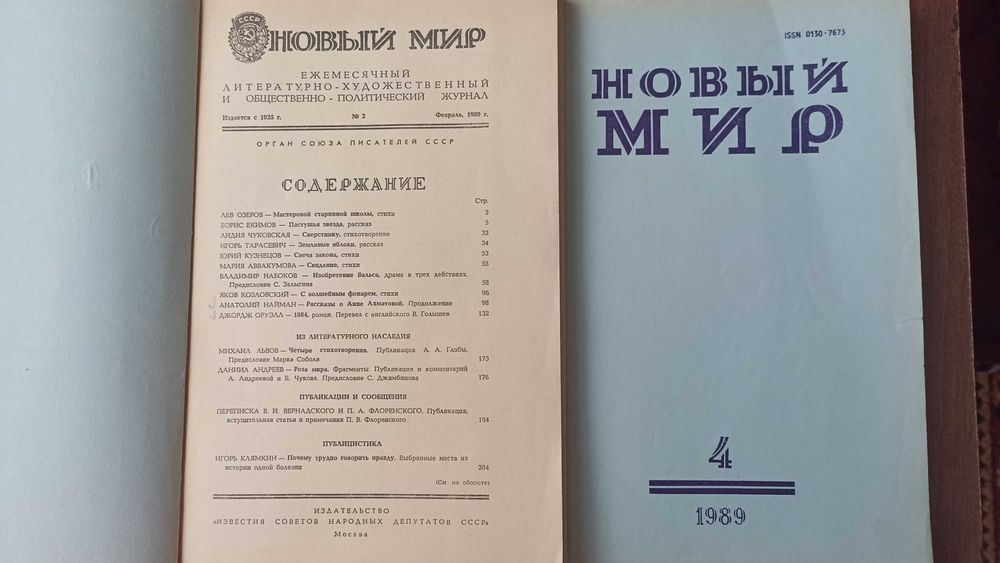 СССР
НОВЫЙ МИР
ЕЖЕМЕСЯЧНЫЙ
ЛИТЕРАТУРНО-ХУДОЖЕСТВЕННЫЙ
И ОБЩЕСТВЕННО-ПОЛИТИЧЕСКИЙ ЖУРНАЛ
Издается с 1925 г. № 2 Февраль, 1989 г.
ОРГАН СОЮЗА ПИСАТЕЛЕЙ СССР
СОДЕРЖАНИЕ
Стр.
ЛЕВ ОЗЕРОВ — Мастеровой старинной школы, стихи 3
БОРИС ЕКИМОВ — Пастушья звезда, рассказ 5
ЛИДИЯ ЧУКОВСКАЯ — Сверстнику, стихотворение 33
ИГОРЬ ТАРАСЕВИЧ — Земляные яблоки, рассказ 34
ЮРИЙ КУЗНЕЦОВ — Свеча закона, стихи 53
МАРИЯ АВВАКУМОВА — Свидание, стихи 55
ВЛАДИМИР НАБОКОВ — Изобретение Вальса, драма в трех действиях.
Предисловие С. Залыгина 58
ЯКОВ КОЗЛОВСКИЙ — С волшебным фонарем, стихи 96
АНАТОЛИЙ НАЙМАН — Рассказы о Анне Ахматовой. Продолжение 98
ДЖОРДЖ ОРУЭЛЛ — 1984, роман. Перевел с английского В. Голышев 132
ИЗ ЛИТЕРАТУРНОГО НАСЛЕДИЯ
МИХАИЛ ЛЬВОВ — Четыре стихотворения. Публикация А. А. Глобы.
Предисловие Марка Соболя 173
ДАНИИЛ АНДРЕЕВ — Роза мира. Фрагменты. Публикация и комментарий
А. Андреевой и Б. Чукова. Предисловие С. Джимбинова 176
ПУБЛИКАЦИИ И СООБЩЕНИЯ
ПЕРЕПИСКА В. И. ВЕРНАДСКОГО И П. А. ФЛОРЕНСКОГО, Публикация,
вступительная статья и примечания П. В. Флоренского 194
ПУБЛИЦИСТИКА
ИГОРЬ КЛЯМКИН — Почему трудно говорить правду. Выбранные места из
истории одной болезни 204
(См. на обороте)
ИЗДАТЕЛЬСТВО
«ИЗВЕСТИЯ СОВЕТОВ НАРОДНЫХ ДЕПУТАТОВ СССР»
Москва
ISSN 0130-7673
НОВЫЙ
МИР
4
1989